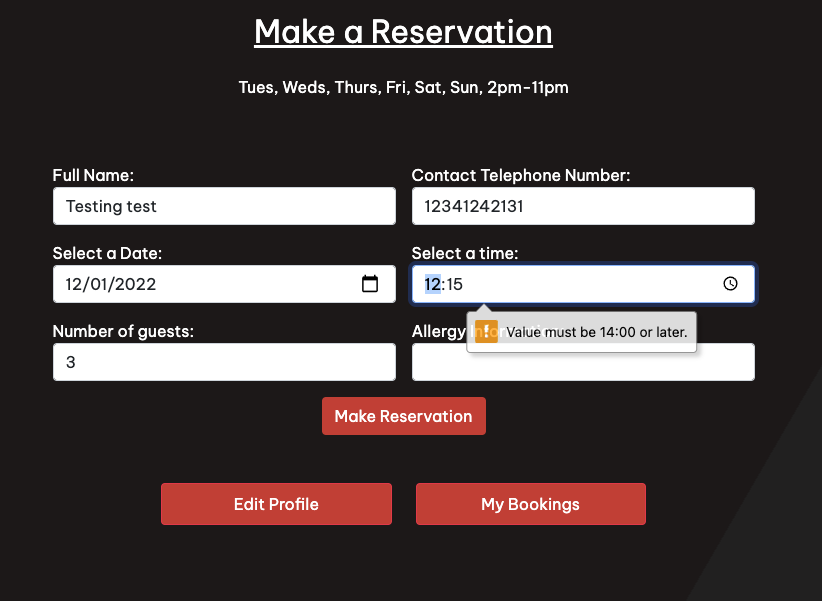 Make a Reservation
Tues, Weds, Thurs, Fri, Sat, Sun, 2pm-11pm
Full Name:
Contact Telephone Number:
Testing test
12341242131
Select a Date:
Select a time:
12/01/2022
12:15
Value must be 14:00 or later.
Number of guests:
Allergy
3
Make Reservation
Edit Profile
My Bookings